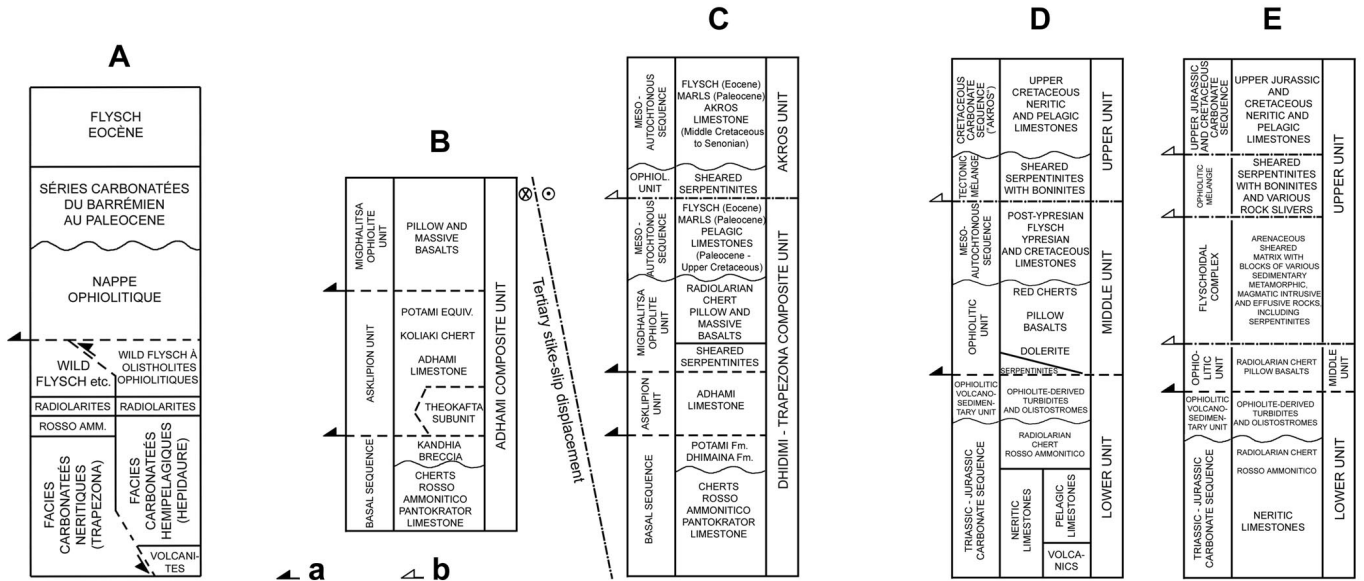 A
FLYSCH
EOCÈNE
SÉRIES CARBONATÉES
DU BARRÉMIEN
AU PALEOCENE
NAPPE
OPHIOLITIQUE
WILD
FLYSCH etc.
WILD FLYSCH À
OLISTHOLITES
OPHIOLITIQUES
RADIOLARITES
RADIOLARITES
ROSSO AMM.
FACIES
CARBONATEÉS
NERITIQUES
(TRAPEZONA)
FACIES
CARBONATEÉS
HEMIPELAGIQUES
(HEPIDAURE)
VOLCANI-
TES
B
MIGDHALITSA
OPHIOLITE
UNIT
PILLOW AND
MASSIVE
BASALTS
ASKLIPION UNIT
POTAMI EQUIV.
KOLIAKI CHERT
ADHAMI
LIMESTONE
THEOKAFTA
SUBUNIT
BASAL SEQUENCE
KANDHIA
BRECCIA
CHERTS
ROSSO
AMMONITICO
PANTOKRATOR
LIMESTONE
ADHAMI COMPOSITE UNIT
Tertiary stike-slip displacement
a
b
C
MESO -
AUTOCHTONOUS
SEQUENCE
FLYSCH (Eocene)
MARLS (Paleocene)
AKROS
LIMESTONE
(Middle Cretaceous
to Senonian)
OPHIOL.
UNIT
SHEARED
SERPENTINITES
AKROS UNIT
MESO -
AUTOCHTONOUS
SEQUENCE
FLYSCH (Eocene)
MARLS (Paleocene)
PELAGIC
LIMESTONES
(Paleocene -
Upper Cretaceous)
MIGDHALITSA
OPHIOLITE
UNIT
RADIOLARIAN
CHERT
PILLOW AND
MASSIVE
BASALTS
SHEARED
SERPENTINITES
ASKLIPION
UNIT
ADHAMI
LIMESTONE
BASAL SEQUENCE
POTAMI Fm.
DHIMAINA Fm.
CHERTS
ROSSO
AMMONITICO
PANTOKRATOR
LIMESTONE
DHIDIMI - TRAPEZONA COMPOSITE UNIT
D
CRETACEOUS
CARBONATE
SEQUENCE
("AKROS")
UPPER
CRETACEOUS
NERITIC
AND PELAGIC
LIMESTONES
TECTONIC
MÉLANGE
SHEARED
SERPENTINITES
WITH BONINITES
UPPER UNIT
MESO-
AUTOCHTONOUS
SEQUENCE
POST-YPRESIAN
FLYSCH
YPRESIAN
AND CRETACEOUS
LIMESTONES
OPHIOLITIC
UNIT
RED CHERTS
PILLOW
BASALTS
DOLERITE
SERPENTINITES
MIDDLE UNIT
OPHIOLITIC
VOLCANO-
SEDIMEN-
TARY UNIT
OPHIOLITE-DERIVED
TURBIDITES
AND OLISTOSTROMES
TRIASSIC - JURASSIC
CARBONATE SEQUENCE
RADIOLARIAN
CHERT
ROSSO AMMONITICO
NERITIC
LIMESTONES
PELAGIC
LIMESTONES
VOLC-
ANICS
LOWER UNIT
E
UPPER JURASSIC
AND CRETACEOUS
CARBONATE
SEQUENCE
UPPER JURASSIC
AND
CRETACEOUS
NERITIC AND
PELAGIC
LIMESTONES
OPHIOLITIC
MÉLANGE
SHEARED
SERPENTINITES
WITH BONINITES
AND VARIOUS
ROCK SLIVERS
FLYSCHOIDAL
COMPLEX
ARENACEOUS
SHEARED
MATRIX WITH
BLOCKS OF VARIOUS
SEDIMENTARY
METAMORPHIC,
MAGMATIC INTRUSIVE
AND EFFUSIVE ROCKS,
INCLUDING
SERPENTINITES
UPPER UNIT
OPHIO-
LITIC
UNIT
RADIOLARIAN CHERT
PILLOW BASALTS
MIDDLE
UNIT
OPHIOLITIC
VOLCANO-
SEDIMEN-
TARY UNIT
OPHIOLITE-DERIVED
TURBIDITES
AND OLISTOSTROMES
TRIASSIC - JURASSIC
CARBONATE SEQUENCE
RADIOLARIAN CHERT
ROSSO AMMONITICO
NERITIC
LIMESTONES
LOWER UNIT